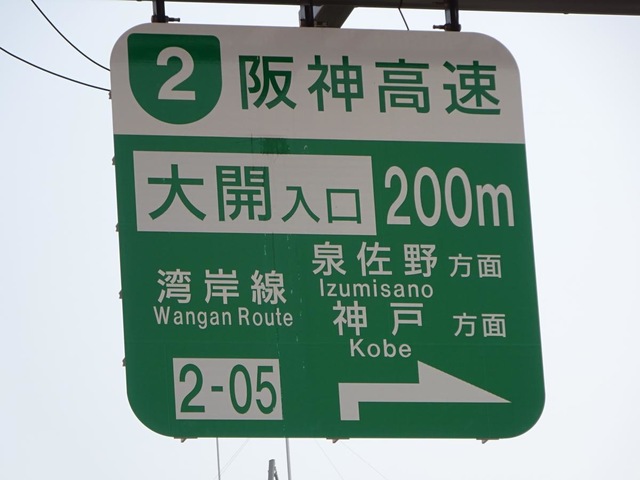 2 阪神高速
大開入口 200m
湾岸線
Wangan Route
泉佐野 方面
Izumisano
神戸 方面
Kobe
2-05